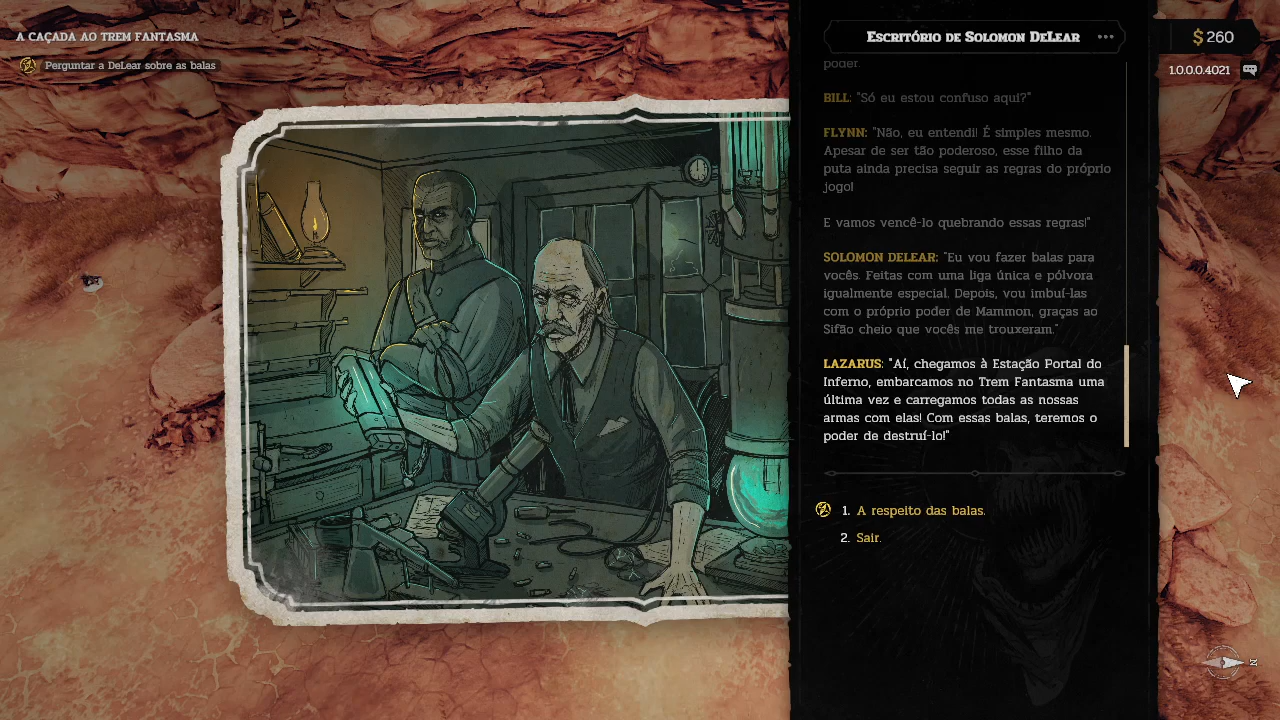 A CAÇADA AO TREM FANTASMA
Perguntar a DeLear sobre as balas
Escritório de Solomon DeLear
$ 260
1.0.0.0.4021
poder.
BILL: "Só eu estou confuso aqui?"
FLYNN: "Não, eu entendi! É simples mesmo.
Apesar de ser tão poderoso, esse filho da
puta ainda precisa seguir as regras do próprio
jogo!
E vamos vencê-lo quebrando essas regras!"
SOLOMON DELEAR: "Eu vou fazer balas para
vocês. Feitas com uma liga única e pólvora
igualmente especial. Depois, vou imbuí-las
com o próprio poder de Mammon, graças ao
Sifão cheio que vocês me trouxeram."
LAZARUS: "Aí, chegamos à Estação Portal do
Inferno, embarcamos no Trem Fantasma uma
última vez e carregamos todas as nossas
armas com elas! Com essas balas, teremos o
poder de destruí-lo!"
1. A respeito das balas.
2. Sair.
N